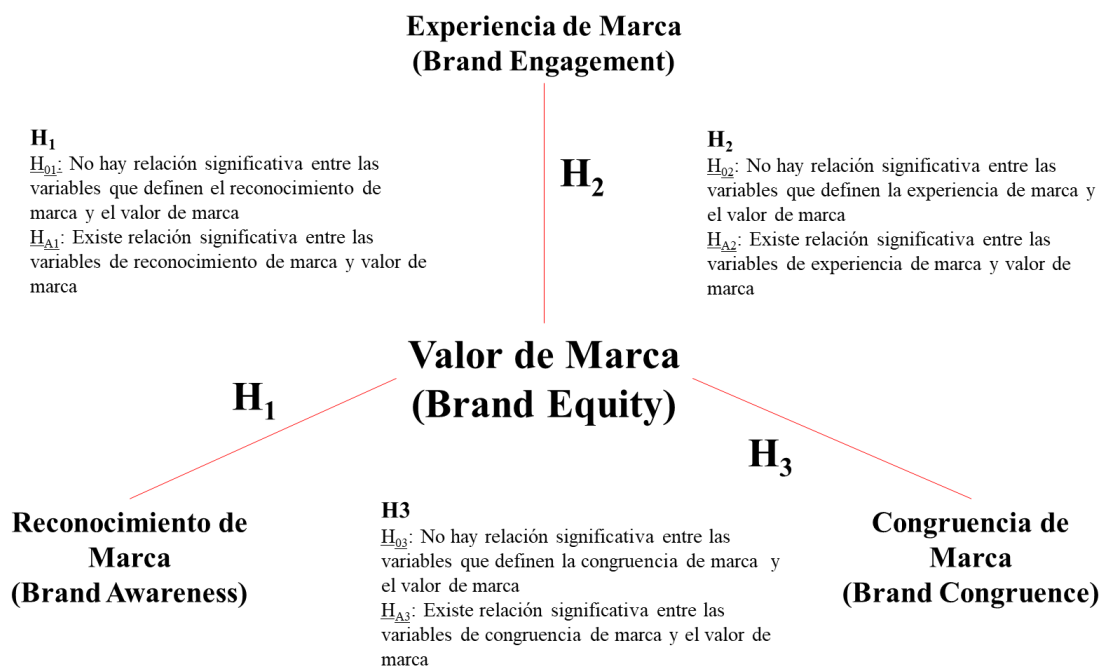 Experiencia de Marca
(Brand Engagement)
H₁
H₀₁: No hay relación significativa entre las
variables que definen el reconocimiento de
marca y el valor de marca
H_A₁: Existe relación significativa entre las
variables de reconocimiento de marca y valor de
marca
H₂
H₂
H₀₂: No hay relación significativa entre las
variables que definen la experiencia de marca y
el valor de marca
H_A₂: Existe relación significativa entre las
variables de experiencia de marca y valor de
marca
Valor de Marca
(Brand Equity)
H₁
H₃
Reconocimiento de
Marca
(Brand Awareness)
H3
H₀₃: No hay relación significativa entre las
variables que definen la congruencia de marca y
el valor de marca
H_A₃: Existe relación significativa entre las
variables de congruencia de marca y el valor de
marca
Congruencia de
Marca
(Brand Congruence)